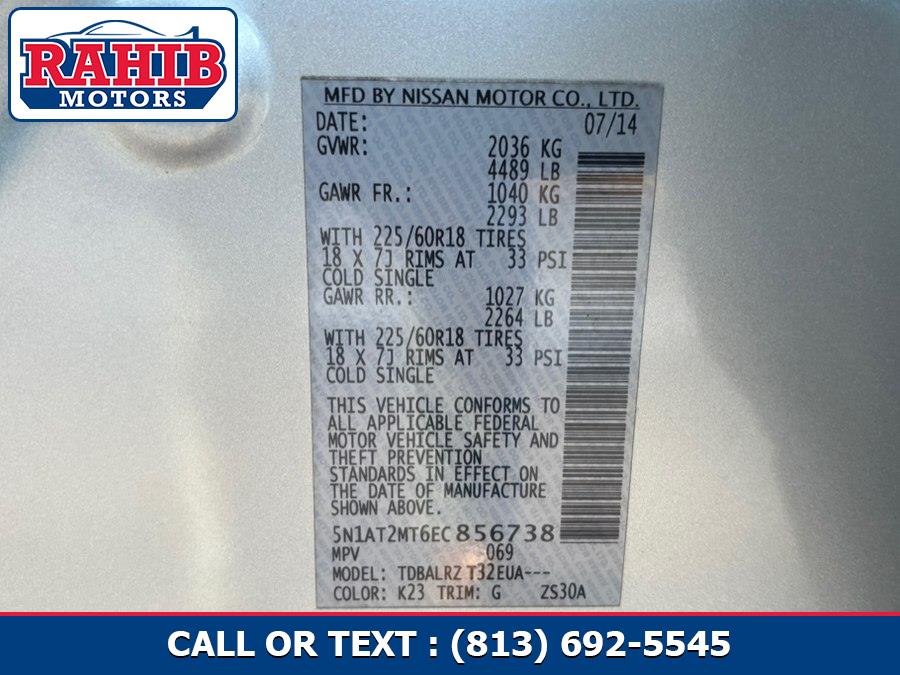 RAHIB
MOTORS
MFD BY NISSAN MOTOR CO., LTD.
DATE: 07/14
GVWR: 2036 KG
4489 LB
GAWR FR.: 1040 KG
2293 LB
WITH 225/60R18 TIRES
18 X 7J RIMS AT 33 PSI
COLD SINGLE
GAWR RR.: 1027 KG
2264 LB
WITH 225/60R18 TIRES
18 X 7J RIMS AT 33 PSI
COLD SINGLE
THIS VEHICLE CONFORMS TO
ALL APPLICABLE FEDERAL
MOTOR VEHICLE SAFETY AND
THEFT PREVENTION
STANDARDS IN EFFECT ON
THE DATE OF MANUFACTURE
SHOWN ABOVE.
5N1AT2MT6EC856738
MPV 069
MODEL: TDBALRZ T32EUA---
COLOR: K23 TRIM: G ZS30A
CALL OR TEXT : (813) 692-5545